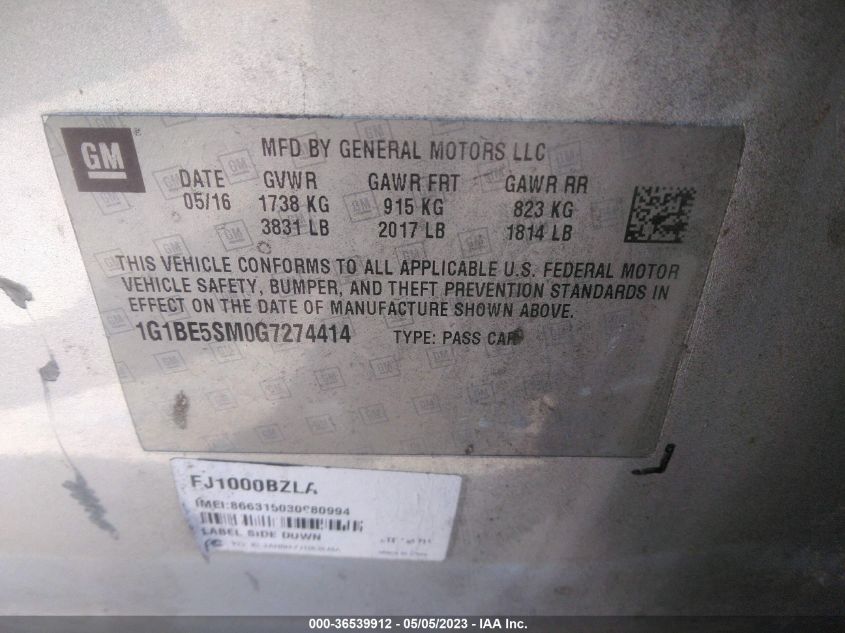 GM
MFD BY GENERAL MOTORS LLC
DATE GVWR GAWR FRT GAWR RR
05/16 1738 KG 915 KG 823 KG
3831 LB 2017 LB 1814 LB
THIS VEHICLE CONFORMS TO ALL APPLICABLE U.S. FEDERAL MOTOR
VEHICLE SAFETY, BUMPER, AND THEFT PREVENTION STANDARDS IN
EFFECT ON THE DATE OF MANUFACTURE SHOWN ABOVE.
1G1BE5SM0G7274414 TYPE: PASS CAR
FJ1000BZLA
LABEL SIDE DOWN
000-36539912 - 05/05/2023 - IAA Inc.